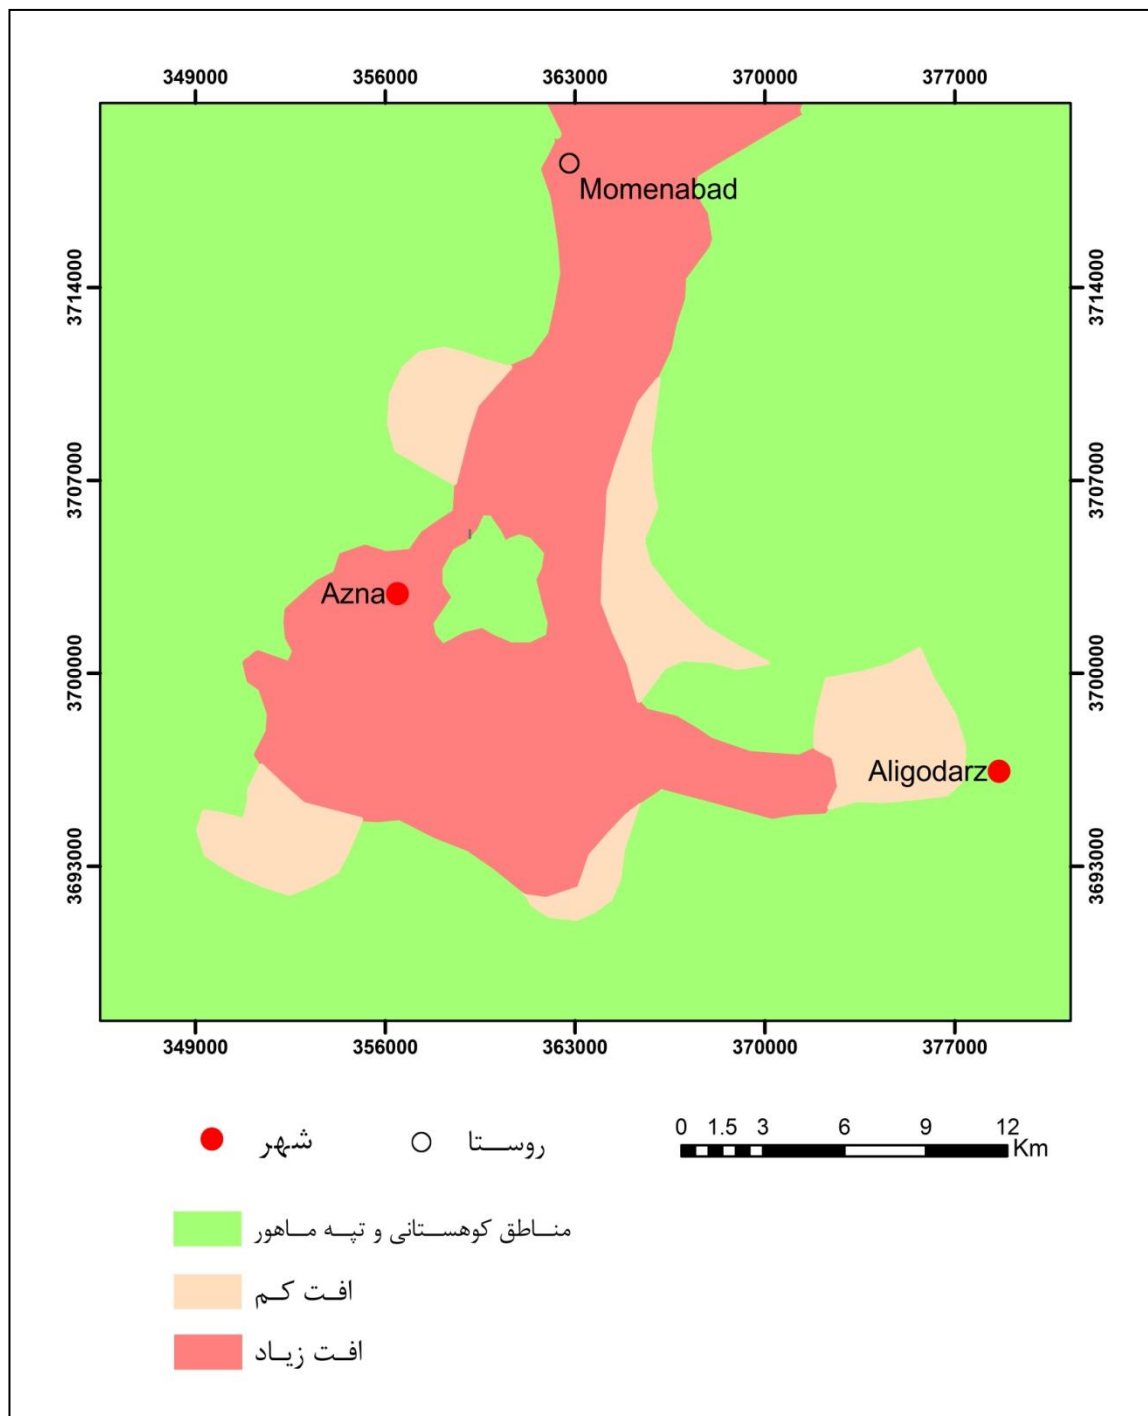 349000 356000 363000 370000 377000
Momenabad
3714000 3714000
3707000 3707000
Azna
3700000 3700000
Aligodarz
3693000 3693000
349000 356000 363000 370000 377000
0 1.5 3 6 9 12
Km
شهر
روستا
مناطق کوهستانی و تپه ماهور
افت کم
افت زیاد